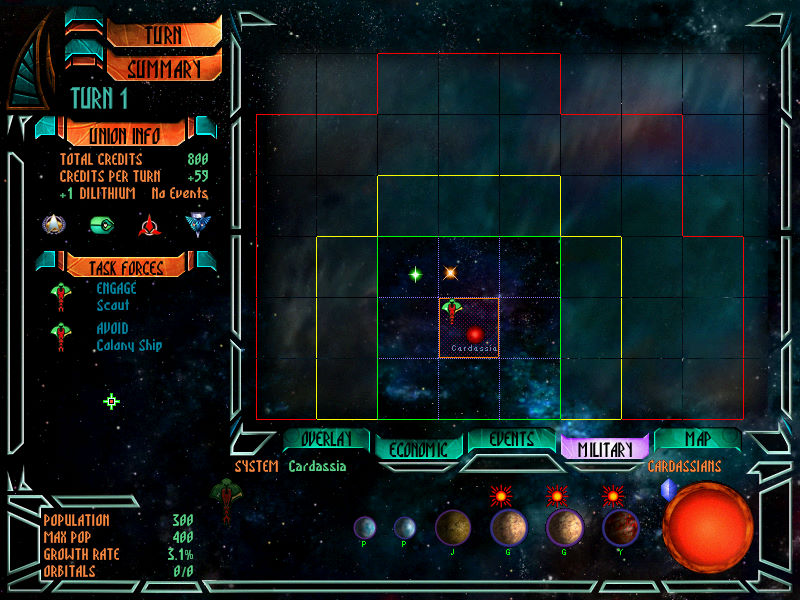 TURN
SUMMARY
TURN 1
UNION INFO
TOTAL CREDITS 800
CREDITS PER TURN +59
+1 DILITHIUM No Events
TASK FORCES
ENGAGE
Scout
AVOID
Colony Ship
Cardassia
OVERLAY
ECONOMIC
EVENTS
MILITARY
MAP
SYSTEM Cardassia
CARDASSIANS
POPULATION 300
MAX POP 400
GROWTH RATE 3.1%
ORBITALS 0/0
P P J G G Y